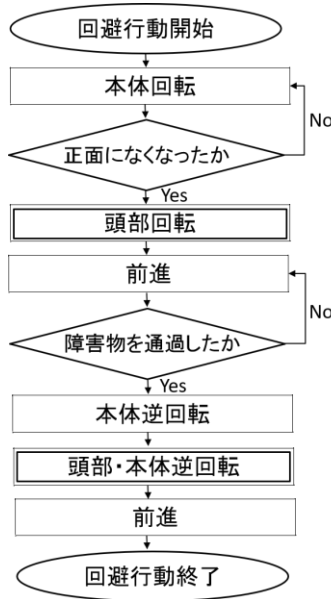 回避行動開始
本体回転
No
正面になくなったか
Yes
頭部回転
前進
No
障害物を通過したか
Yes
本体逆回転
頭部・本体逆回転
前進
回避行動終了